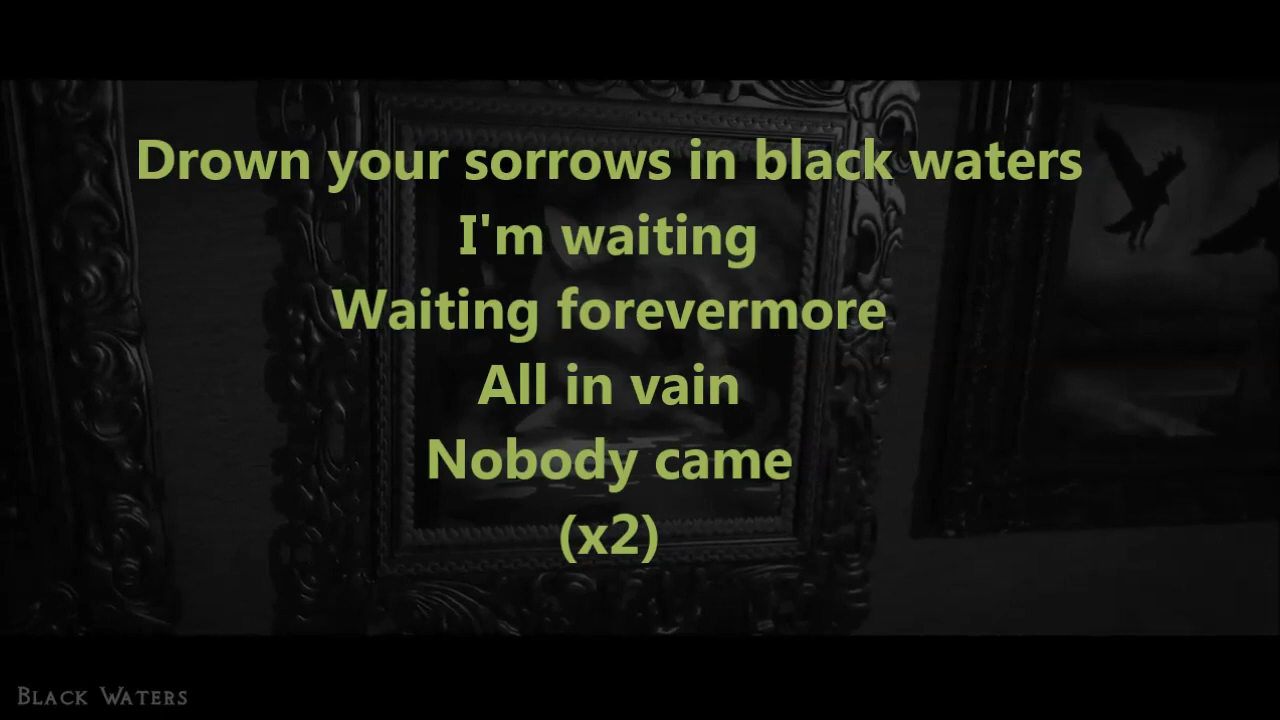 Drown your sorrows in black waters
I'm waiting
Waiting forevermore
All in vain
Nobody came
(x2)
Black Waters